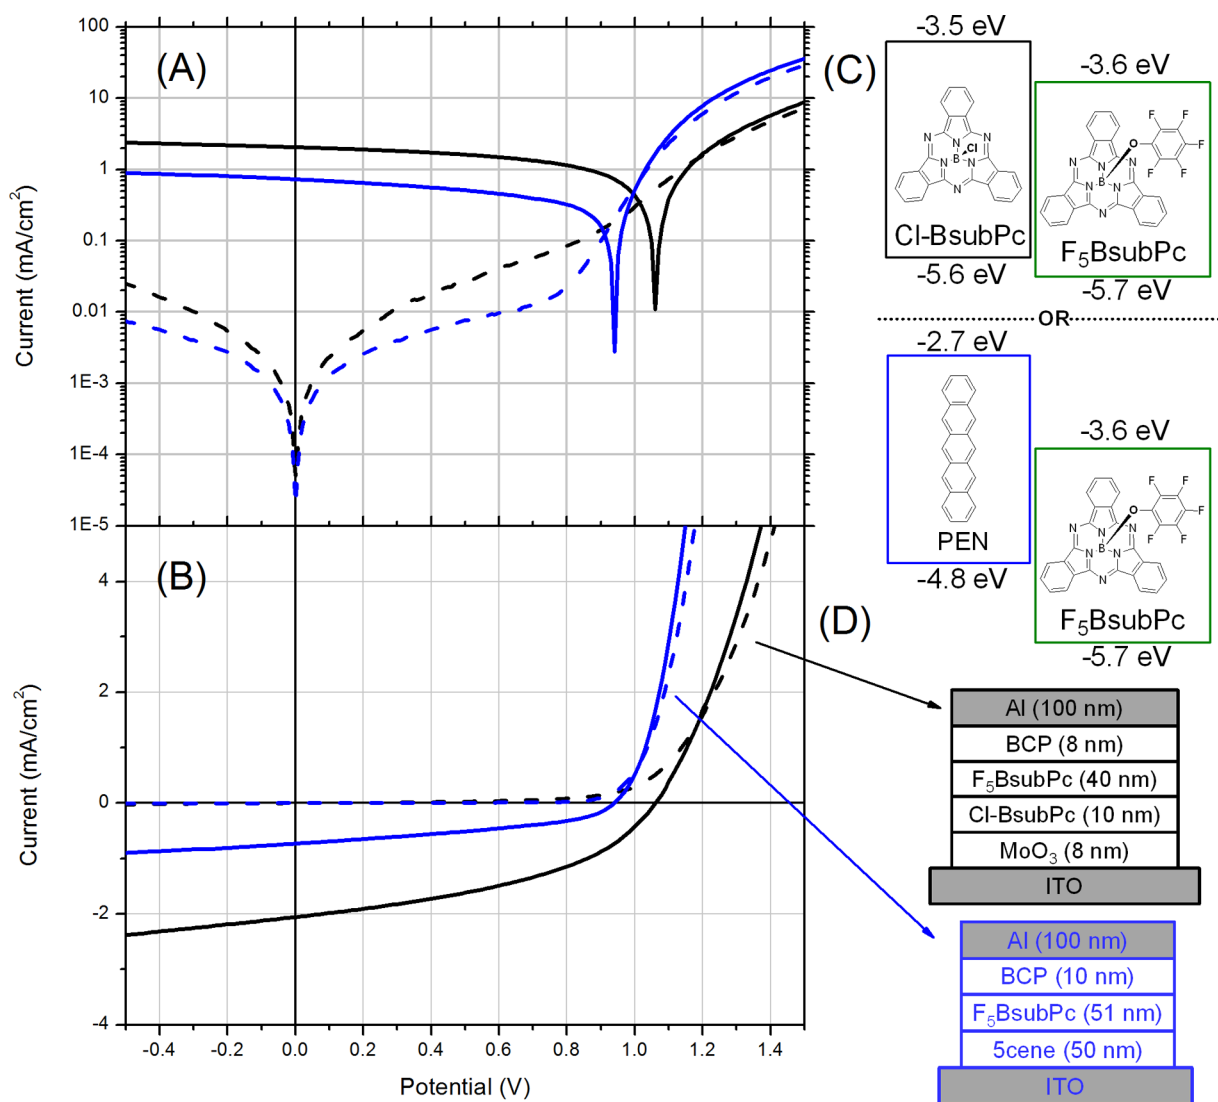 (A)
100
10
1
0.1
0.01
1E-3
1E-4
1E-5
Current (mA/cm²)
(B)
4
2
0
-2
-4
Current (mA/cm²)
-0.4 -0.2 0.0 0.2 0.4 0.6 0.8 1.0 1.2 1.4
Potential (V)
(C)
-3.5 eV
N
N
N
N
N
N
B
Cl
Cl-BsubPc
-5.6 eV
-3.6 eV
N
N
N
N
N
N
B
O
F
F
F
F
F
F₅BsubPc
-5.7 eV
OR
-2.7 eV
PEN
-4.8 eV
-3.6 eV
N
N
N
N
N
N
B
O
F
F
F
F
F
F₅BsubPc
-5.7 eV
(D)
Al (100 nm)
BCP (8 nm)
F₅BsubPc (40 nm)
Cl-BsubPc (10 nm)
MoO₃ (8 nm)
ITO
Al (100 nm)
BCP (10 nm)
F₅BsubPc (51 nm)
5cene (50 nm)
ITO